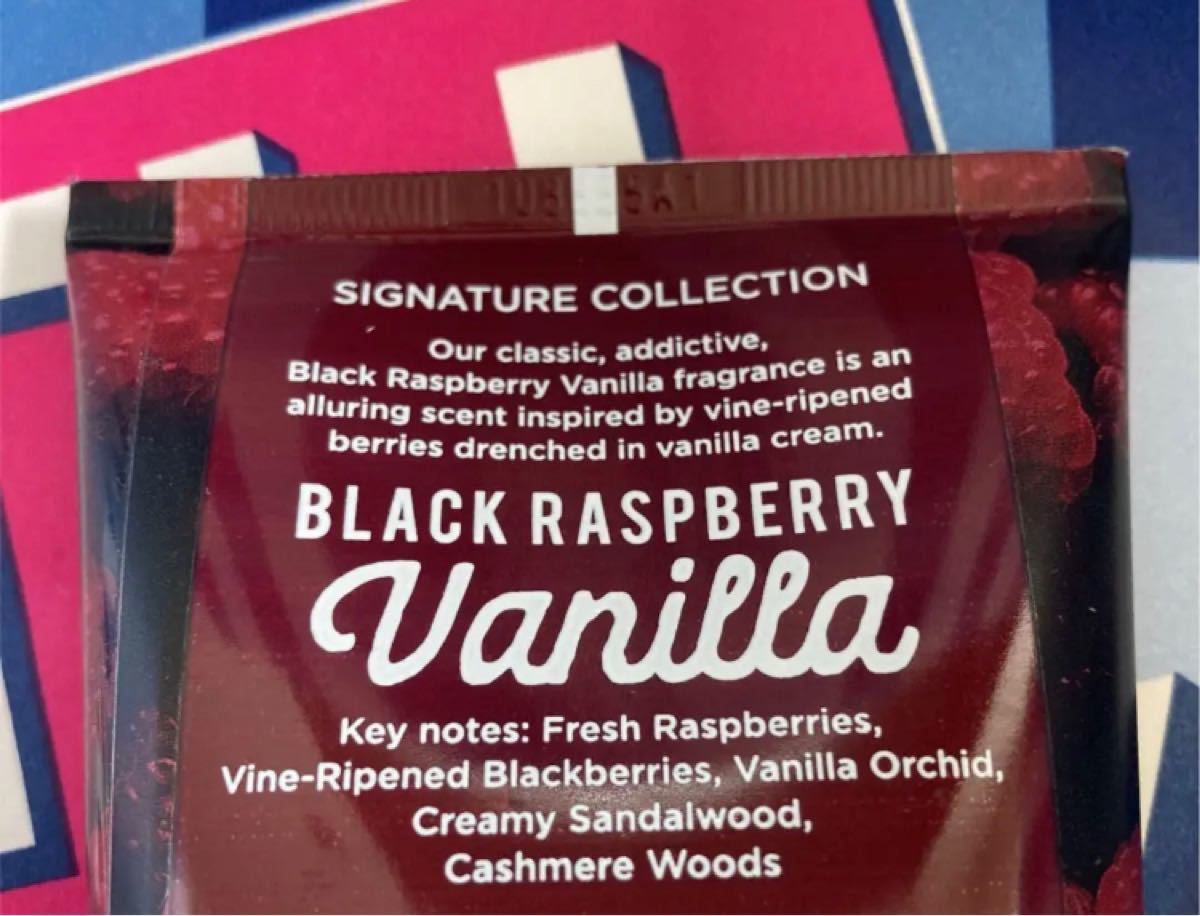 SIGNATURE COLLECTION
Our classic, addictive,
Black Raspberry Vanilla fragrance is an
alluring scent inspired by vine-ripened
berries drenched in vanilla cream.
BLACK RASPBERRY
Vanilla
Key notes: Fresh Raspberries,
Vine-Ripened Blackberries, Vanilla Orchid,
Creamy Sandalwood,
Cashmere Woods